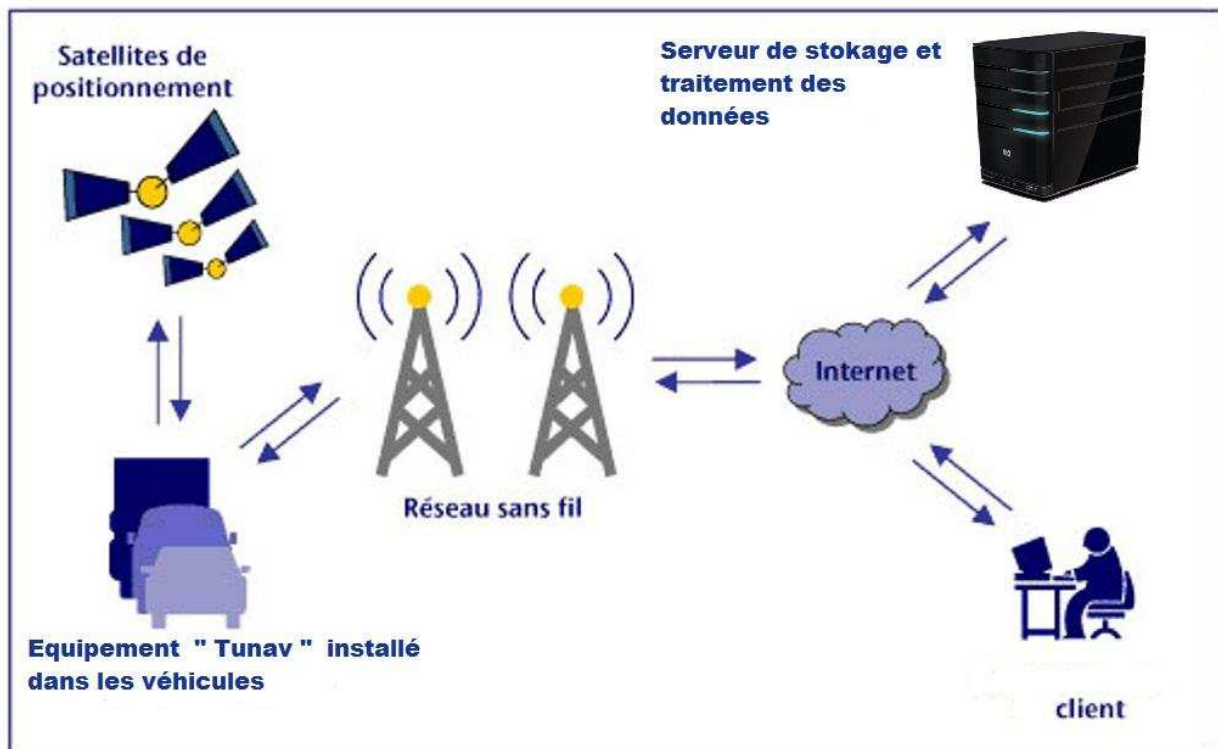 Satellites de
positionnement
Serveur de stokage et
traitement des
données
Internet
Réseau sans fil
Equipement " Tunav " installé
dans les véhicules
client